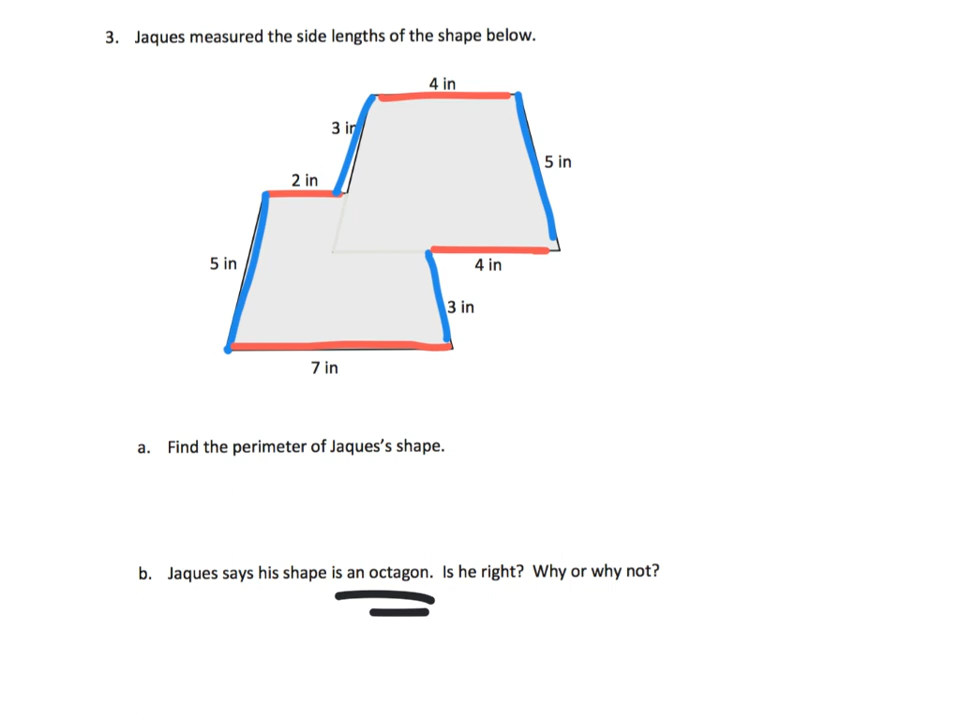 3. Jaques measured the side lengths of the shape below.
4 in
3 in
5 in
2 in
5 in
4 in
3 in
7 in
a. Find the perimeter of Jaques’s shape.
b. Jaques says his shape is an octagon. Is he right? Why or why not?